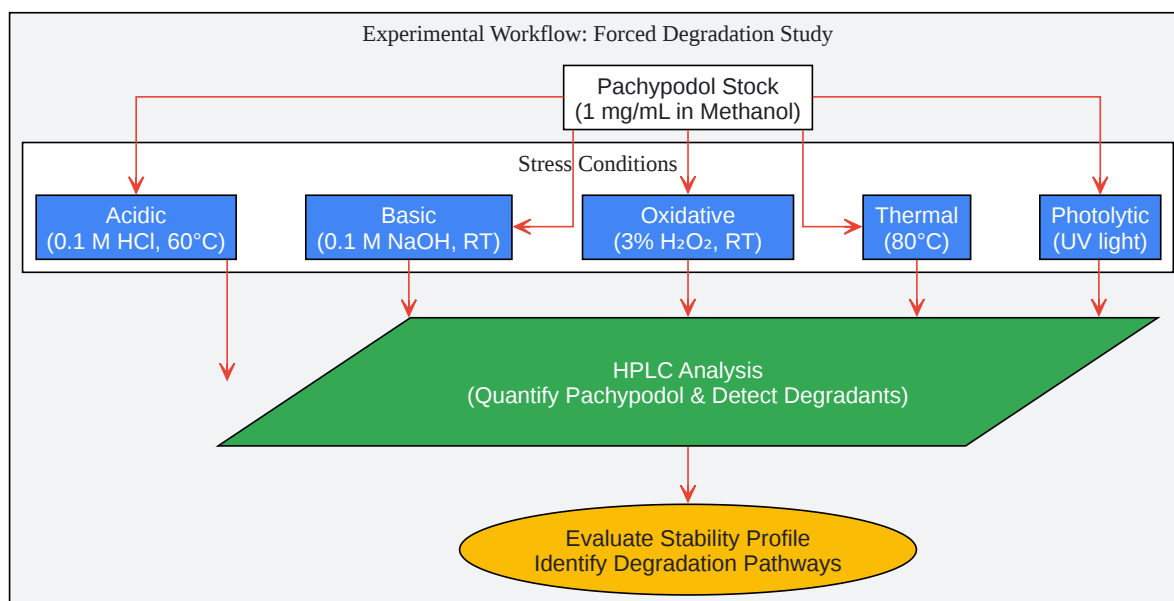 Experimental Workflow: Forced Degradation Study
Pachypodol Stock
(1 mg/mL in Methanol)
Stress Conditions
Acidic
(0.1 M HCl, 60°C)
Basic
(0.1 M NaOH, RT)
Oxidative
(3% H₂O₂, RT)
Thermal
(80°C)
Photolytic
(UV light)
HPLC Analysis
(Quantify Pachypodol & Detect Degradants)
Evaluate Stability Profile
Identify Degradation Pathways